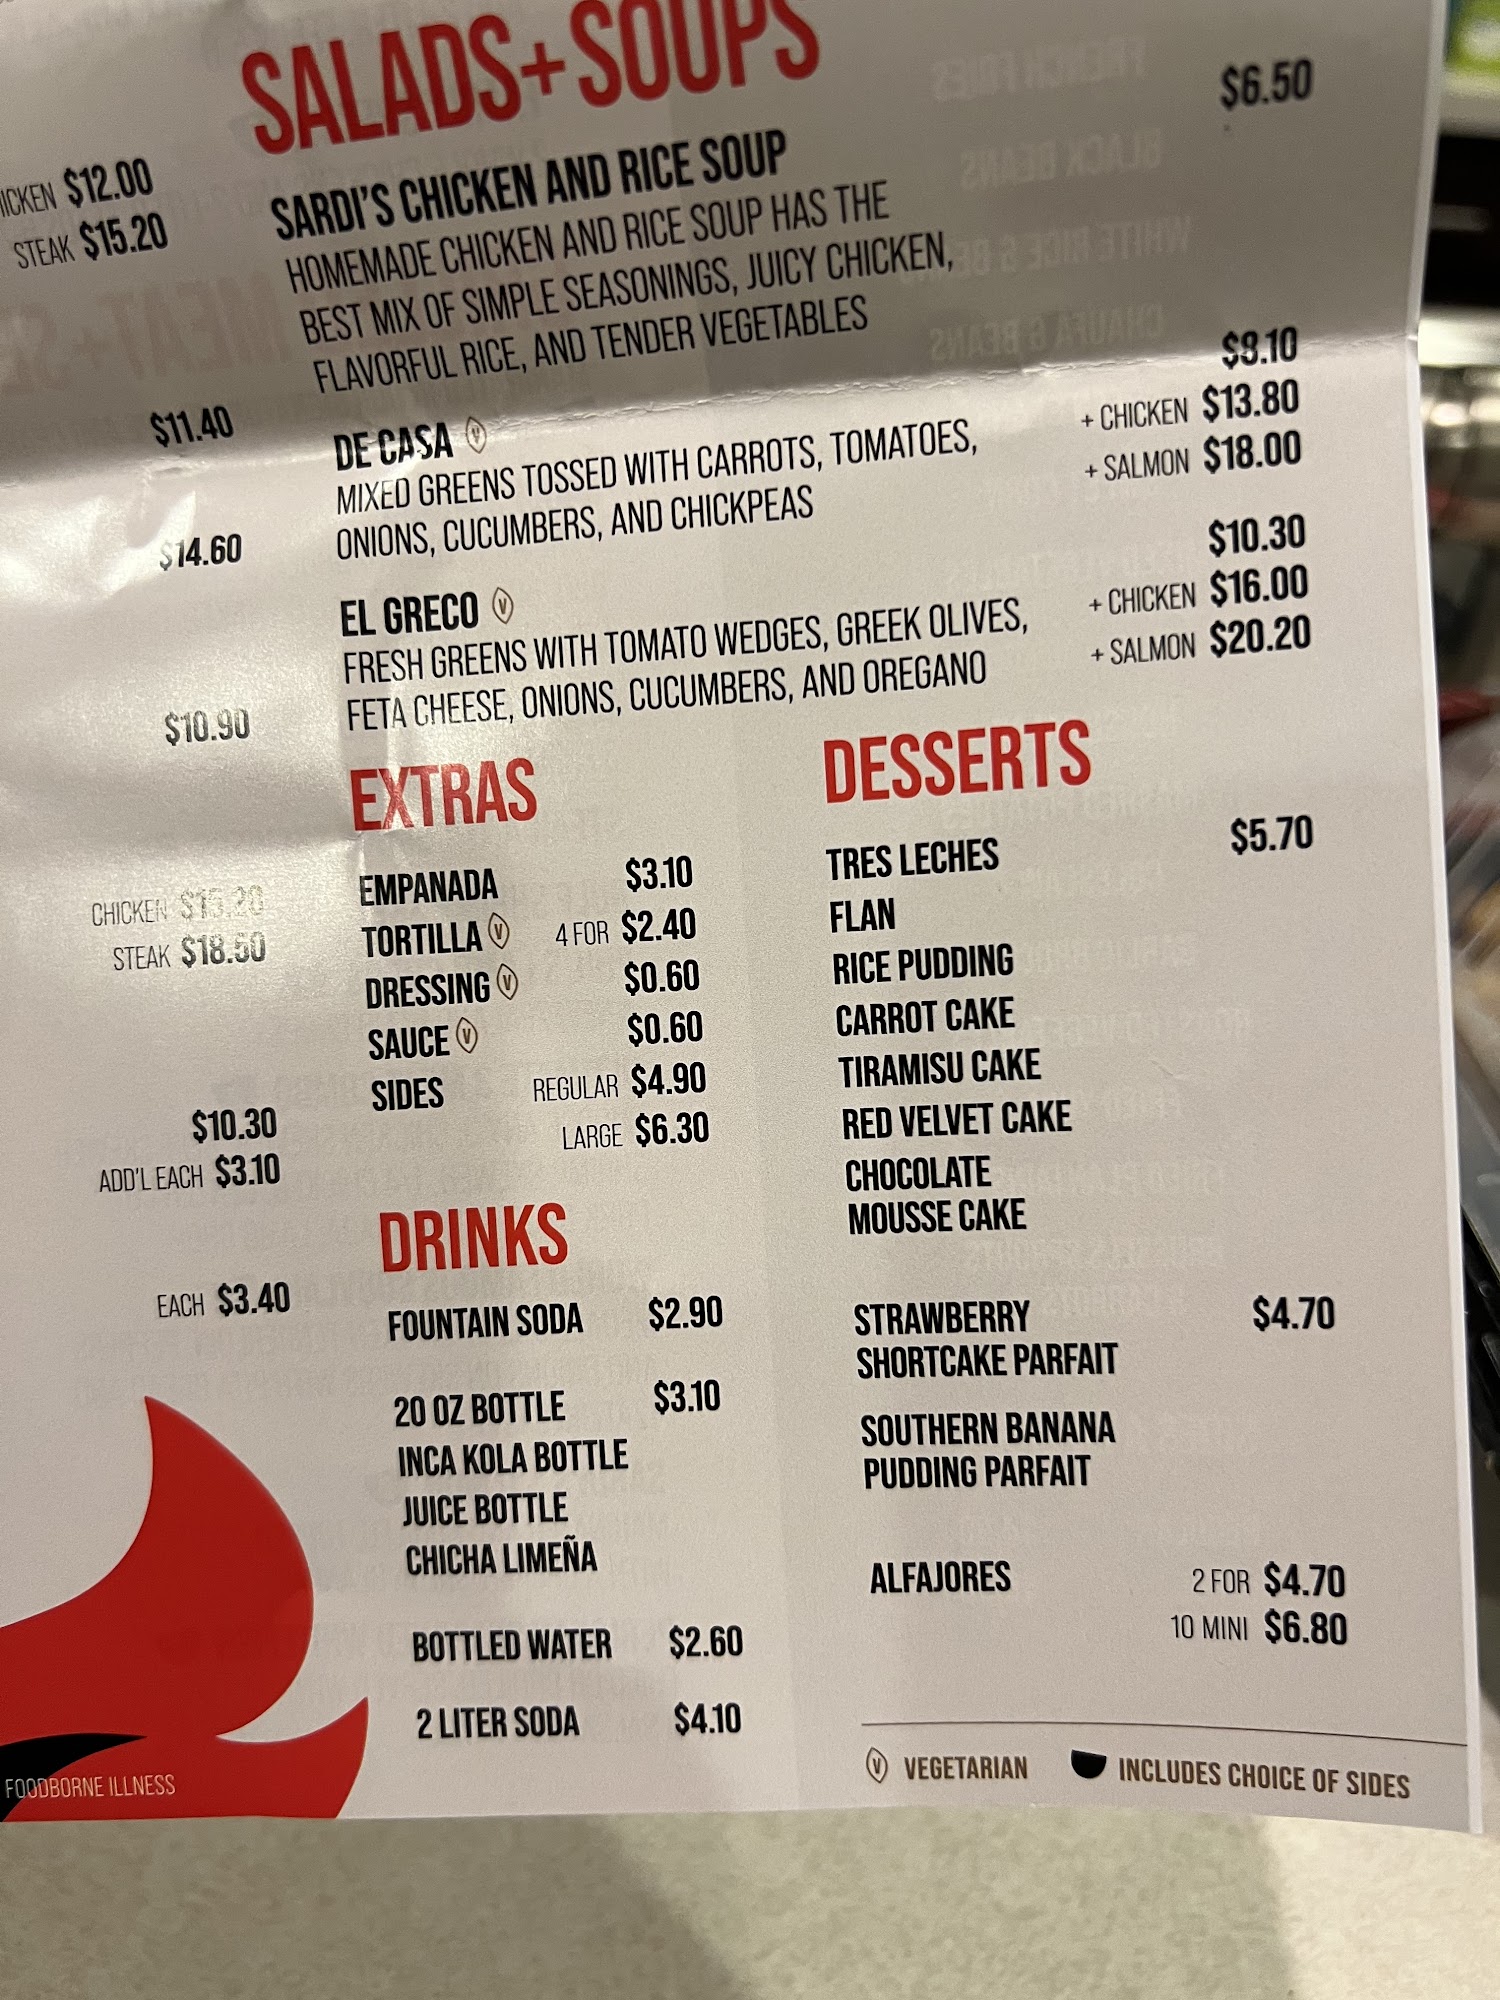 SALADS+SOUPS
$6.50
SARDI'S CHICKEN AND RICE SOUP
HOMEMADE CHICKEN AND RICE SOUP HAS THE
BEST MIX OF SIMPLE SEASONINGS, JUICY CHICKEN,
FLAVORFUL RICE, AND TENDER VEGETABLES
DE CASA V
$8.10
MIXED GREENS TOSSED WITH CARROTS, TOMATOES,
+ CHICKEN $13.80
ONIONS, CUCUMBERS, AND CHICKPEAS
+ SALMON $18.00
EL GRECO V
$10.30
FRESH GREENS WITH TOMATO WEDGES, GREEK OLIVES,
+ CHICKEN $16.00
FETA CHEESE, ONIONS, CUCUMBERS, AND OREGANO
+ SALMON $20.20
EXTRAS
EMPANADA $3.10
TORTILLA V 4 FOR $2.40
DRESSING V $0.60
SAUCE V $0.60
SIDES REGULAR $4.90
LARGE $6.30
DRINKS
FOUNTAIN SODA $2.90
20 OZ BOTTLE $3.10
INCA KOLA BOTTLE
JUICE BOTTLE
CHICHA LIMEÑA
BOTTLED WATER $2.60
2 LITER SODA $4.10
DESSERTS
TRES LECHES $5.70
FLAN
RICE PUDDING
CARROT CAKE
TIRAMISU CAKE
RED VELVET CAKE
CHOCOLATE
MOUSSE CAKE
STRAWBERRY $4.70
SHORTCAKE PARFAIT
SOUTHERN BANANA
PUDDING PARFAIT
ALFAJORES 2 FOR $4.70
10 MINI $6.80
V VEGETARIAN INCLUDES CHOICE OF SIDES
$12.00
STEAK $15.20
$11.40
$14.60
$10.90
CHICKEN $15.20
STEAK $18.60
$10.30
ADD'L EACH $3.10
EACH $3.40
FOODBORNE ILLNESS